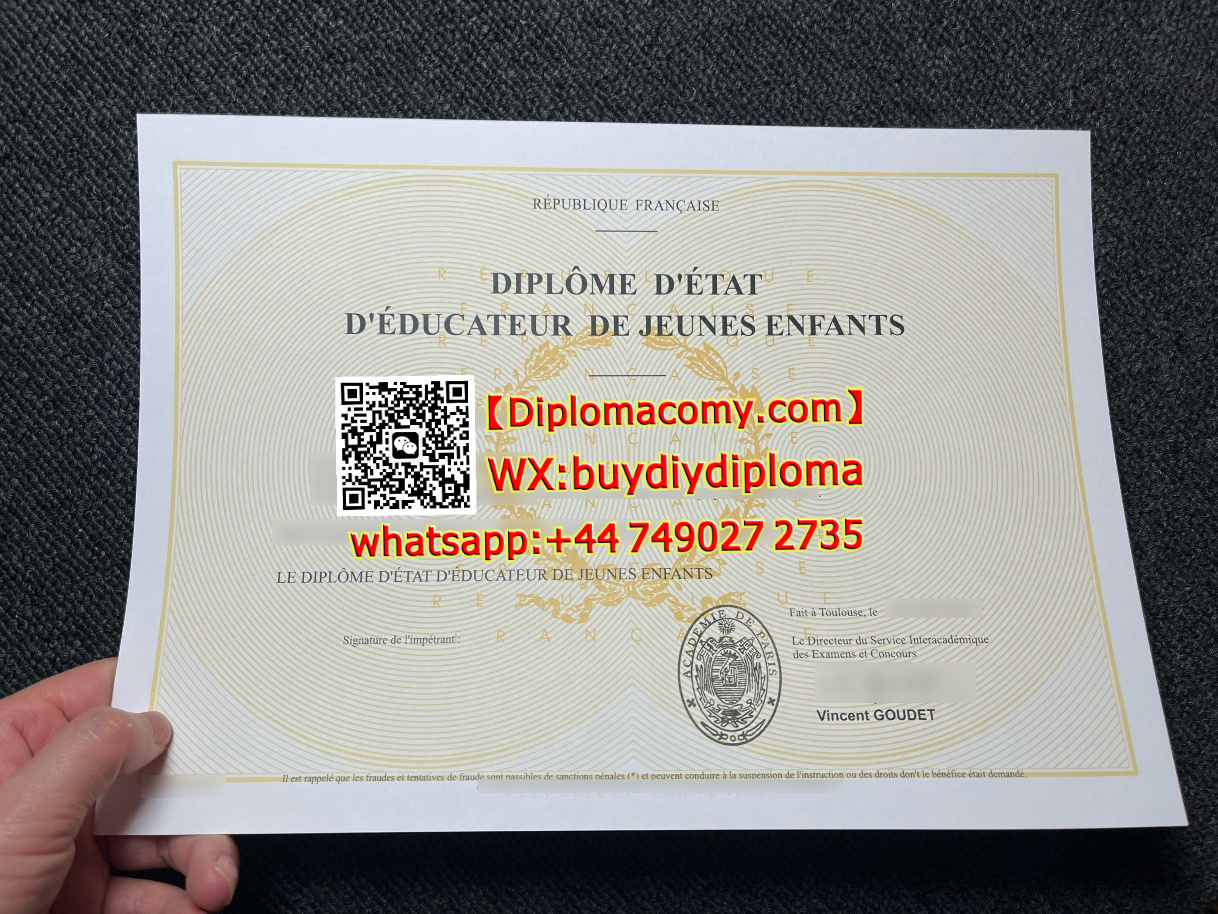 RÉPUBLIQUE FRANÇAISE
DIPLÔME D'ÉTAT
D'ÉDUCATEUR DE JEUNES ENFANTS
【Diplomacomy.com】
WX:buydiydiploma
whatsapp:+44 749027 2735
LE DIPLÔME D'ÉTAT D'ÉDUCATEUR DE JEUNES ENFANTS
Fait à Toulouse, le
Signature de l'impétrant:
Le Directeur du Service Interacadémique
des Examens et Concours
ACADEMIE DE PARIS
Vincent GOUDET
Il est rappelé que les fraudes et tentatives de fraude sont passibles de sanctions pénales (*) et peuvent conduire à la suspension de l'instruction ou des droits don't le bénéfice était demandé.